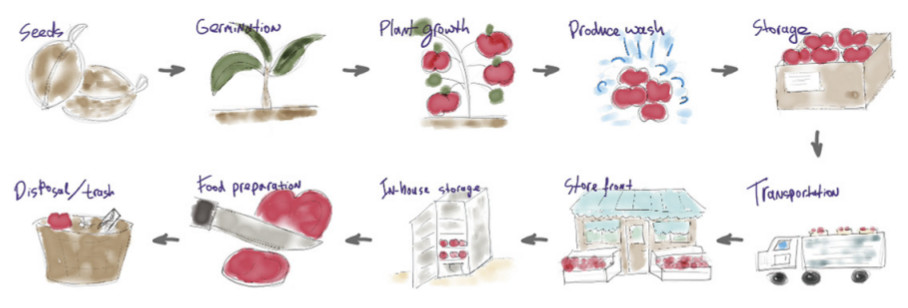 Seeds
Germination
Plant growth
Produce wash
Storage
Transportation
Store front
In-house storage
Food preparation
Disposal/trash